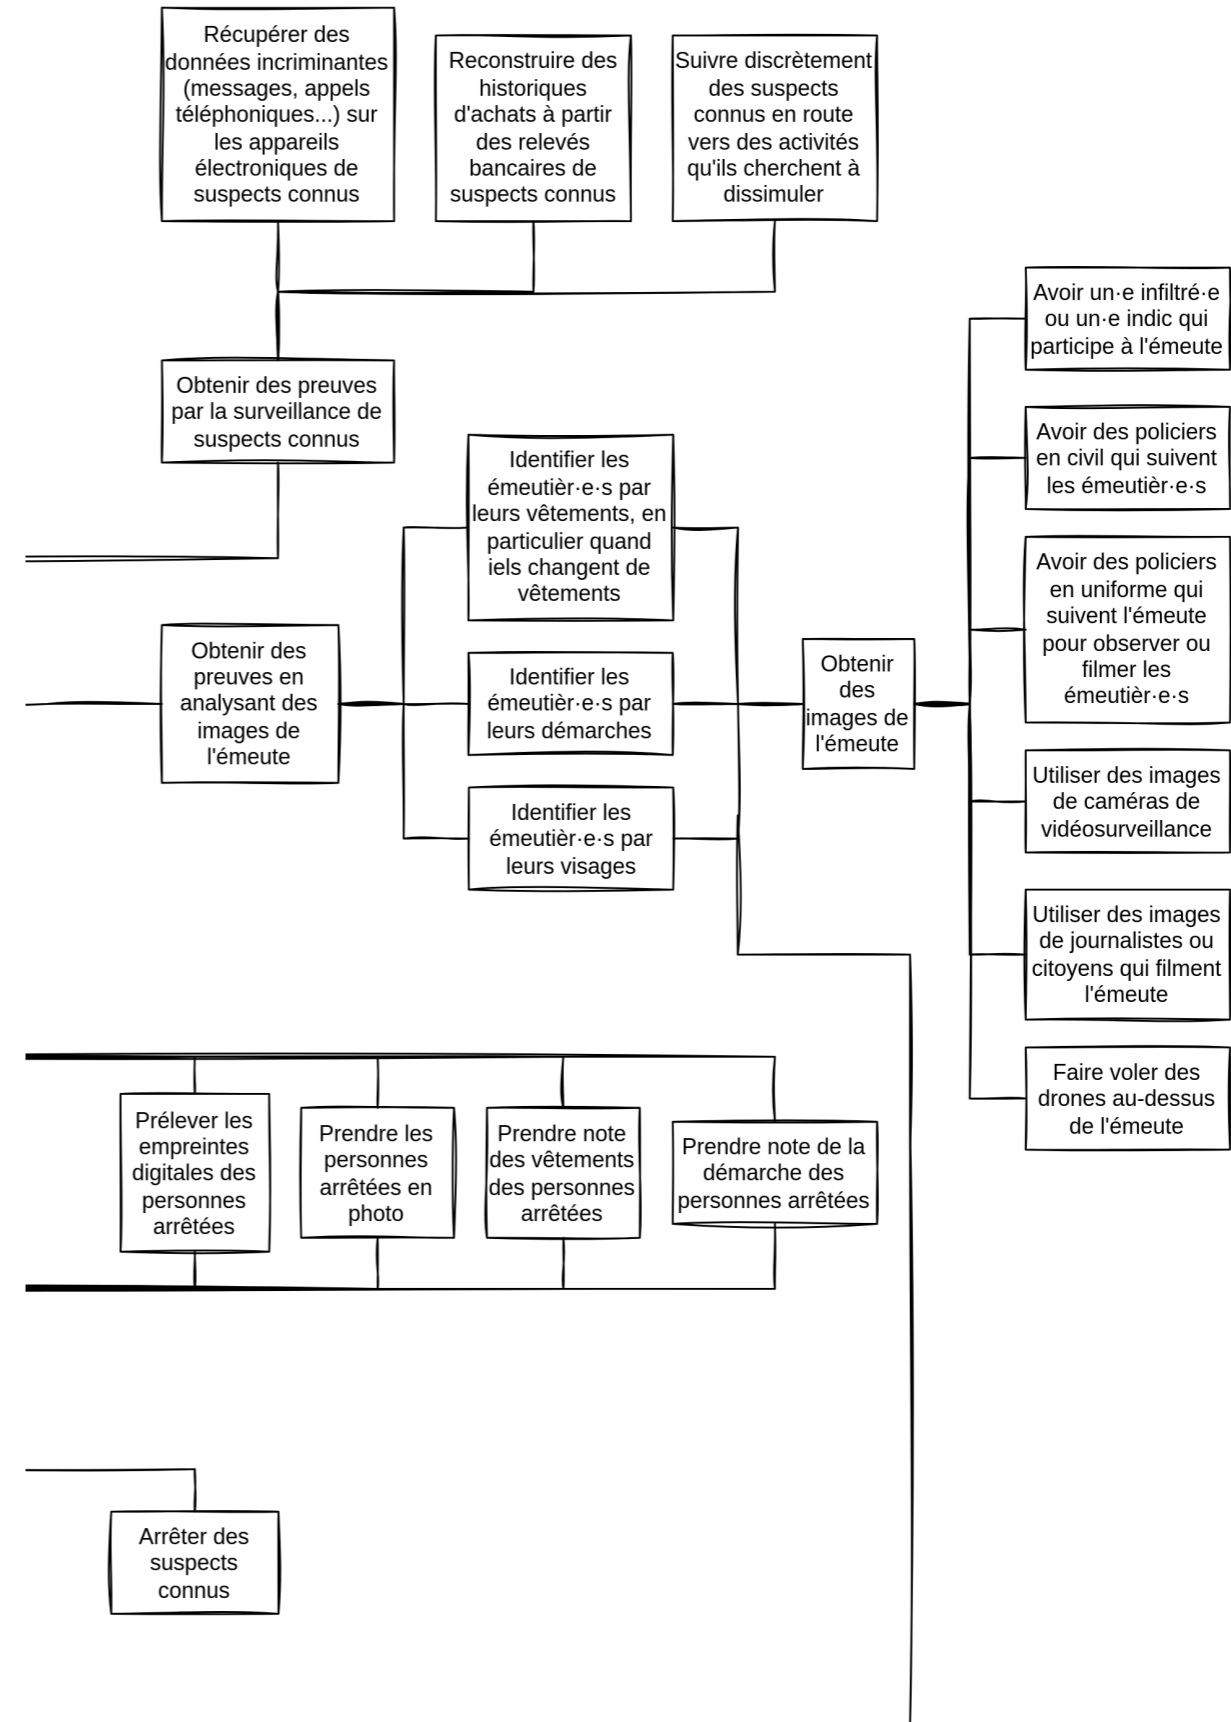 Récupérer des
données incriminantes
(messages, appels
téléphoniques...) sur
les appareils
électroniques de
suspects connus
Reconstruire des
historiques
d'achats à partir
des relevés
bancaires de
suspects connus
Suivre discrètement
des suspects
connus en route
vers des activités
qu'ils cherchent à
dissimuler
Obtenir des preuves
par la surveillance de
suspects connus
Identifier les
émeutièr·e·s par
leurs vêtements, en
particulier quand
iels changent de
vêtements
Obtenir des
preuves en
analysant des
images de
l'émeute
Identifier les
émeutièr·e·s par
leurs démarches
Identifier les
émeutièr·e·s par
leurs visages
Obtenir
des
images de
l'émeute
Avoir un·e infiltré·e
ou un·e indic qui
participe à l'émeute
Avoir des policiers
en civil qui suivent
les émeutièr·e·s
Avoir des policiers
en uniforme qui
suivent l'émeute
pour observer ou
filmer les
émeutièr·e·s
Utiliser des images
de caméras de
vidéosurveillance
Utiliser des images
de journalistes ou
citoyens qui filment
l'émeute
Faire voler des
drones au-dessus
de l'émeute
Prélever les
empreintes
digitales des
personnes
arrêtées
Prendre les
personnes
arrêtées en
photo
Prendre note
des vêtements
des personnes
arrêtées
Prendre note de la
démarche des
personnes arrêtées
Arrêter des
suspects
connus